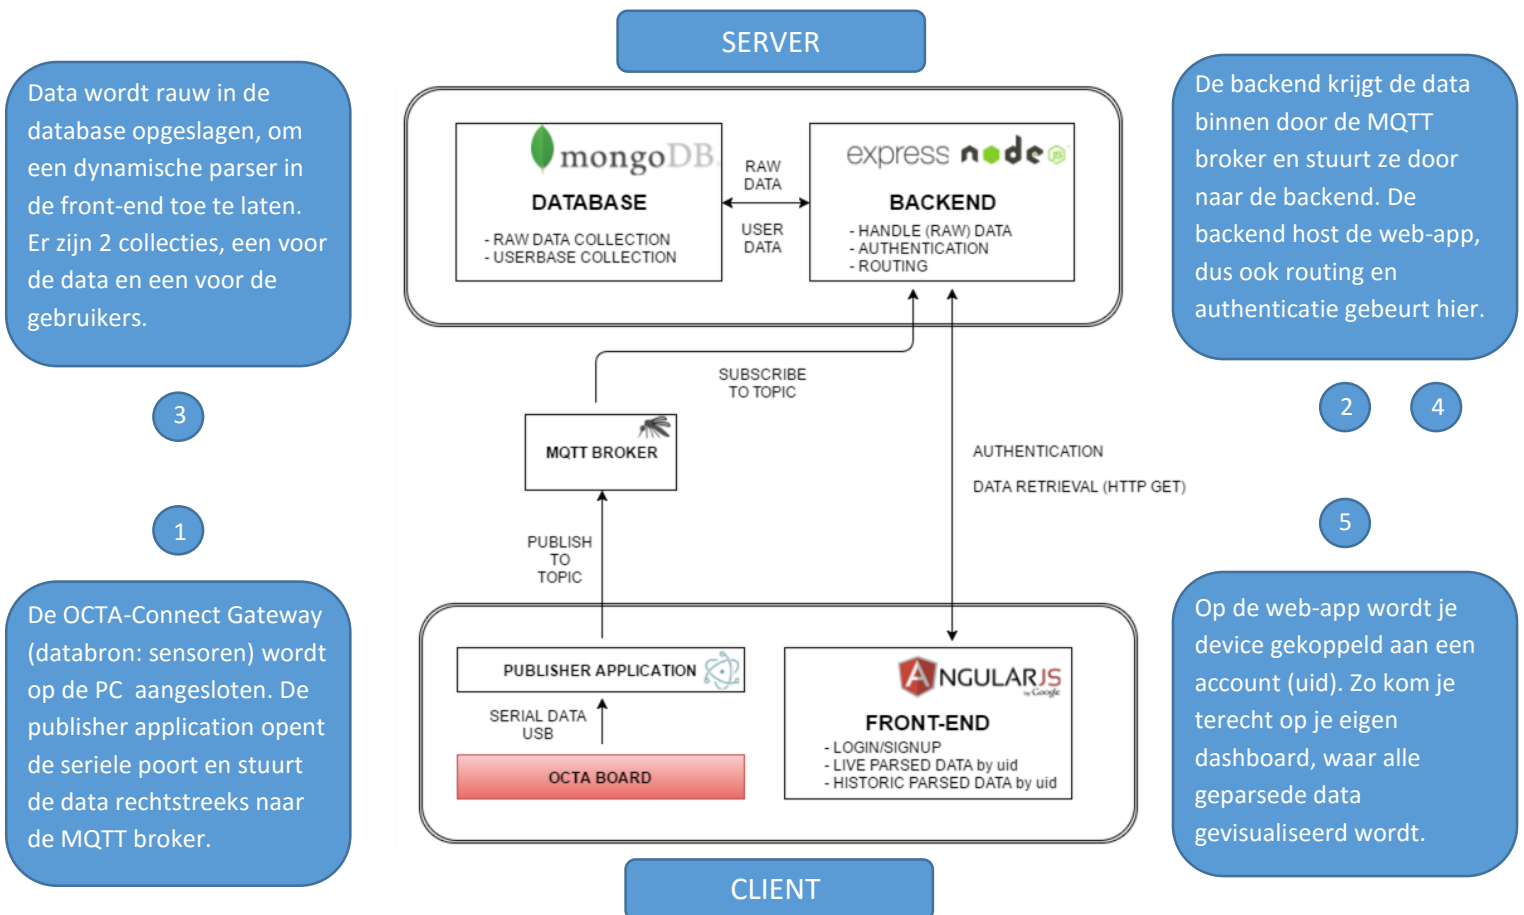 SERVER
Data wordt rauw in de
database opgeslagen, om
een dynamische parser in
de front-end toe te laten.
Er zijn 2 collecties, een voor
de data en een voor de
gebruikers.
3
mongoDB
DATABASE
- RAW DATA COLLECTION
- USERBASE COLLECTION
RAW
DATA
USER
DATA
express node JS
BACKEND
- HANDLE (RAW) DATA
- AUTHENTICATION
- ROUTING
De backend krijgt de data
binnen door de MQTT
broker en stuurt ze door
naar de backend. De
backend host de web-app,
dus ook routing en
authenticatie gebeurt hier.
2
4
SUBSCRIBE
TO TOPIC
MQTT BROKER
AUTHENTICATION
DATA RETRIEVAL (HTTP GET)
PUBLISH
TO
TOPIC
1
De OCTA-Connect Gateway
(databron: sensoren) wordt
op de PC aangesloten. De
publisher application opent
de seriele poort en stuurt
de data rechtstreeks naar
de MQTT broker.
PUBLISHER APPLICATION
SERIAL DATA
USB
OCTA BOARD
ANGULARJS
by Google
FRONT-END
- LOGIN/SIGNUP
- LIVE PARSED DATA by uid
- HISTORIC PARSED DATA by uid
5
Op de web-app wordt je
device gekoppeld aan een
account (uid). Zo kom je
terecht op je eigen
dashboard, waar alle
geparsede data
gevisualiseerd wordt.
CLIENT